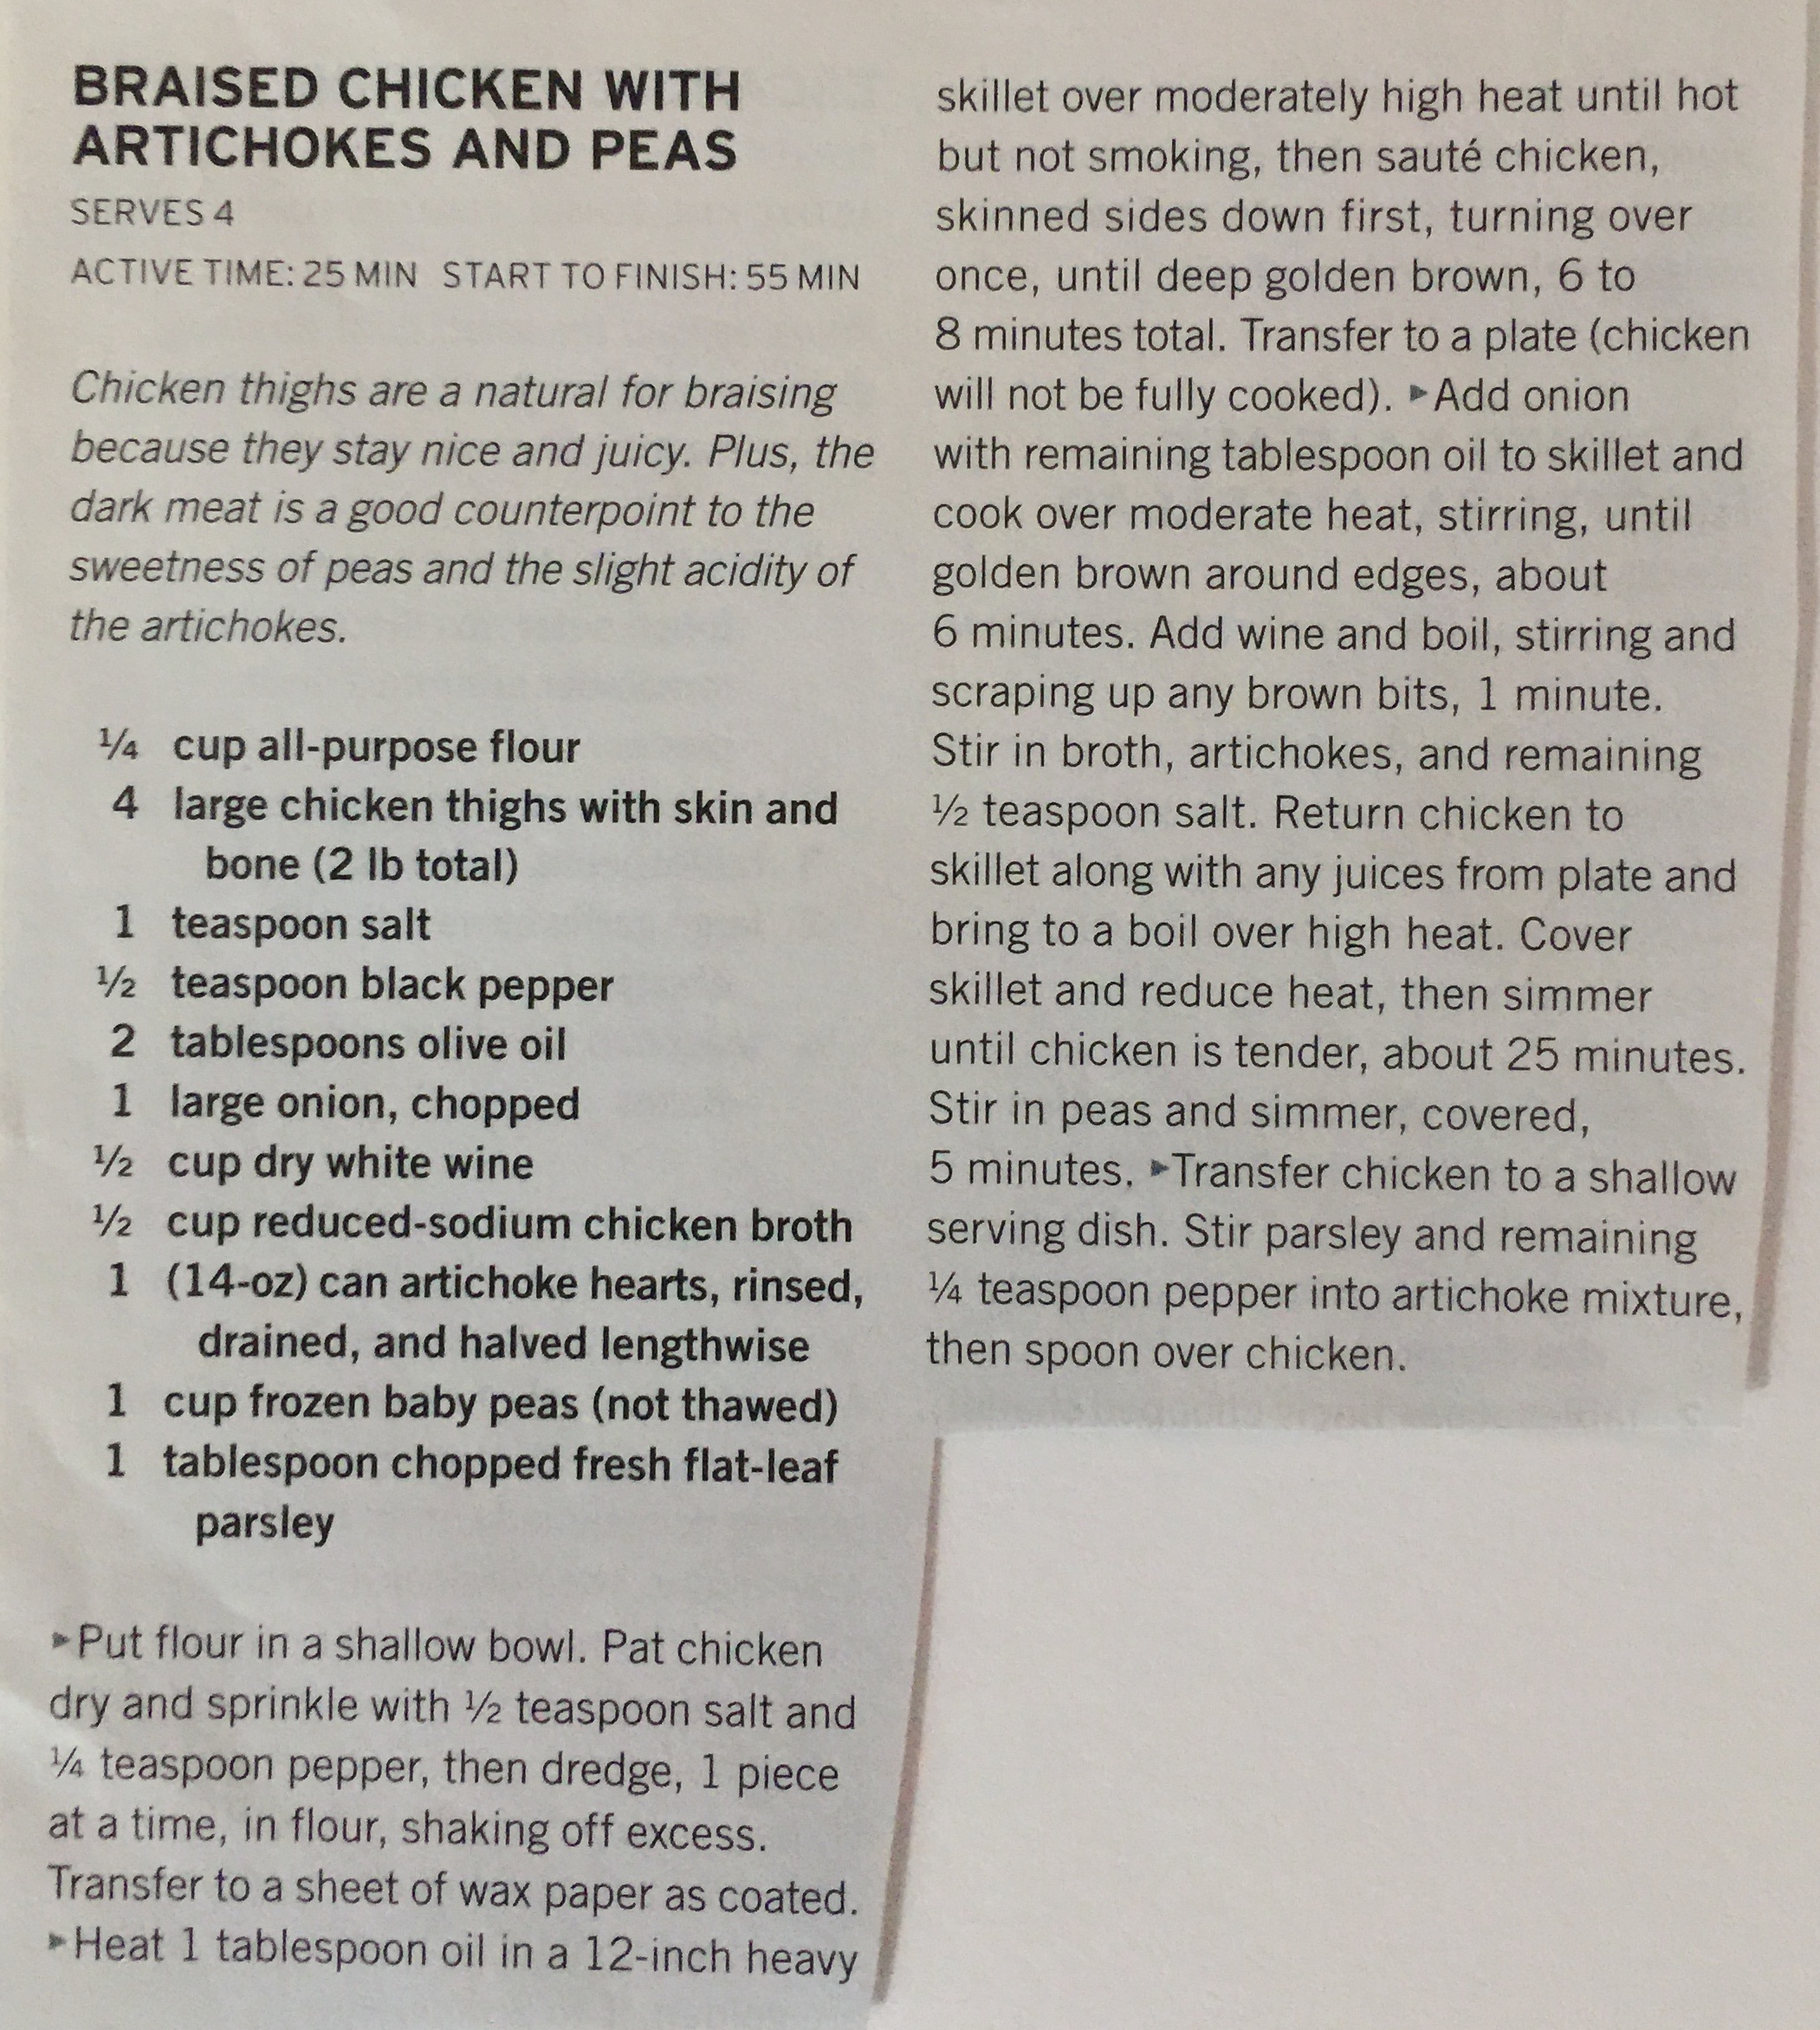 BRAISED CHICKEN WITH
ARTICHOKES AND PEAS
SERVES 4
ACTIVE TIME: 25 MIN START TO FINISH: 55 MIN
Chicken thighs are a natural for braising
because they stay nice and juicy. Plus, the
dark meat is a good counterpoint to the
sweetness of peas and the slight acidity of
the artichokes.
¼ cup all-purpose flour
4 large chicken thighs with skin and
bone (2 lb total)
1 teaspoon salt
½ teaspoon black pepper
2 tablespoons olive oil
1 large onion, chopped
½ cup dry white wine
½ cup reduced-sodium chicken broth
1 (14-oz) can artichoke hearts, rinsed,
drained, and halved lengthwise
1 cup frozen baby peas (not thawed)
1 tablespoon chopped fresh flat-leaf
parsley
▸Put flour in a shallow bowl. Pat chicken
dry and sprinkle with ½ teaspoon salt and
¼ teaspoon pepper, then dredge, 1 piece
at a time, in flour, shaking off excess.
Transfer to a sheet of wax paper as coated.
▸Heat 1 tablespoon oil in a 12-inch heavy
skillet over moderately high heat until hot
but not smoking, then sauté chicken,
skinned sides down first, turning over
once, until deep golden brown, 6 to
8 minutes total. Transfer to a plate (chicken
will not be fully cooked). ▸Add onion
with remaining tablespoon oil to skillet and
cook over moderate heat, stirring, until
golden brown around edges, about
6 minutes. Add wine and boil, stirring and
scraping up any brown bits, 1 minute.
Stir in broth, artichokes, and remaining
½ teaspoon salt. Return chicken to
skillet along with any juices from plate and
bring to a boil over high heat. Cover
skillet and reduce heat, then simmer
until chicken is tender, about 25 minutes.
Stir in peas and simmer, covered,
5 minutes. ▸Transfer chicken to a shallow
serving dish. Stir parsley and remaining
¼ teaspoon pepper into artichoke mixture,
then spoon over chicken.